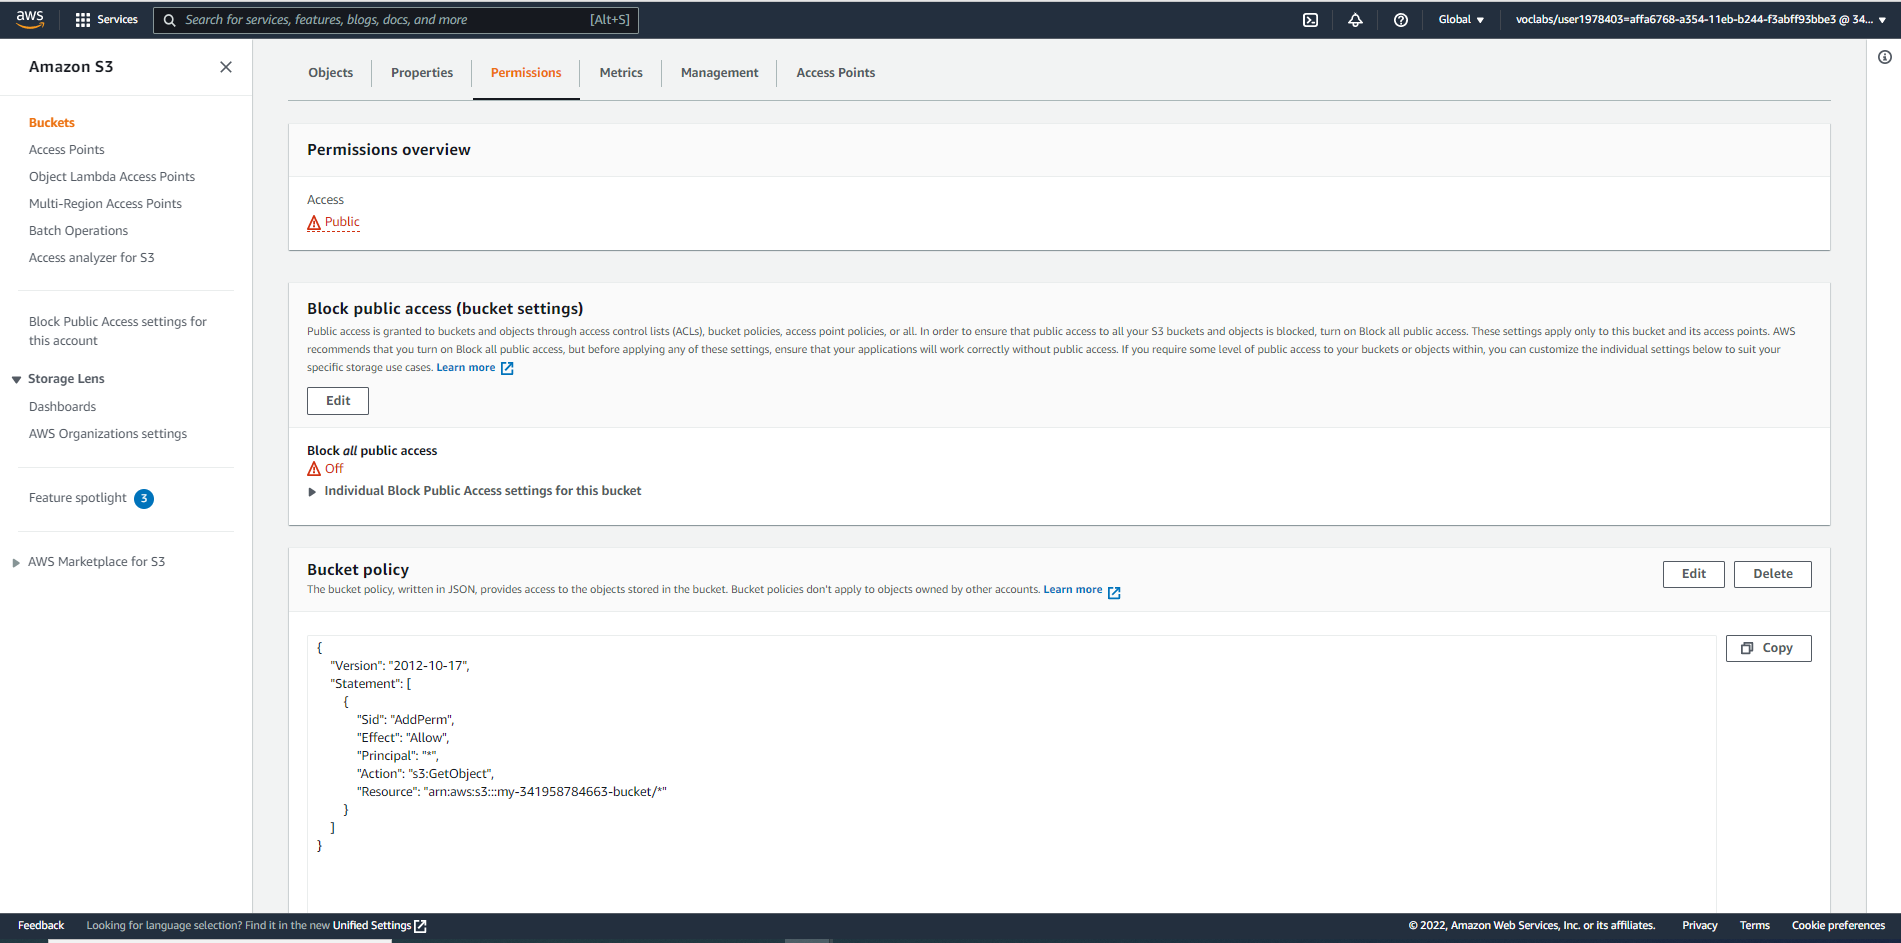 aws
Services
Search for services, features, blogs, docs, and more
[Alt+S]
Global
voclabs/user1978403=affa6768-a354-11eb-b244-f3abff93bbe3 @ 34...
Amazon S3
Buckets
Access Points
Object Lambda Access Points
Multi-Region Access Points
Batch Operations
Access analyzer for S3
Block Public Access settings for
this account
Storage Lens
Dashboards
AWS Organizations settings
Feature spotlight 3
AWS Marketplace for S3
Objects
Properties
Permissions
Metrics
Management
Access Points
Permissions overview
Access
Public
Block public access (bucket settings)
Public access is granted to buckets and objects through access control lists (ACLs), bucket policies, access point policies, or all. In order to ensure that public access to all your S3 buckets and objects is blocked, turn on Block all public access. These settings apply only to this bucket and its access points. AWS
recommends that you turn on Block all public access, but before applying any of these settings, ensure that your applications will work correctly without public access. If you require some level of public access to your buckets or objects within, you can customize the individual settings below to suit your
specific storage use cases. Learn more
Edit
Block all public access
Off
Individual Block Public Access settings for this bucket
Bucket policy
The bucket policy, written in JSON, provides access to the objects stored in the bucket. Bucket policies don't apply to objects owned by other accounts. Learn more
Edit
Delete
Copy
{
"Version": "2012-10-17",
"Statement": [
{
"Sid": "AddPerm",
"Effect": "Allow",
"Principal": "*",
"Action": "s3:GetObject",
"Resource": "arn:aws:s3:::my-341958784663-bucket/*"
}
]
}
Feedback
Looking for language selection? Find it in the new Unified Settings
© 2022, Amazon Web Services, Inc. or its affiliates.
Privacy
Terms
Cookie preferences